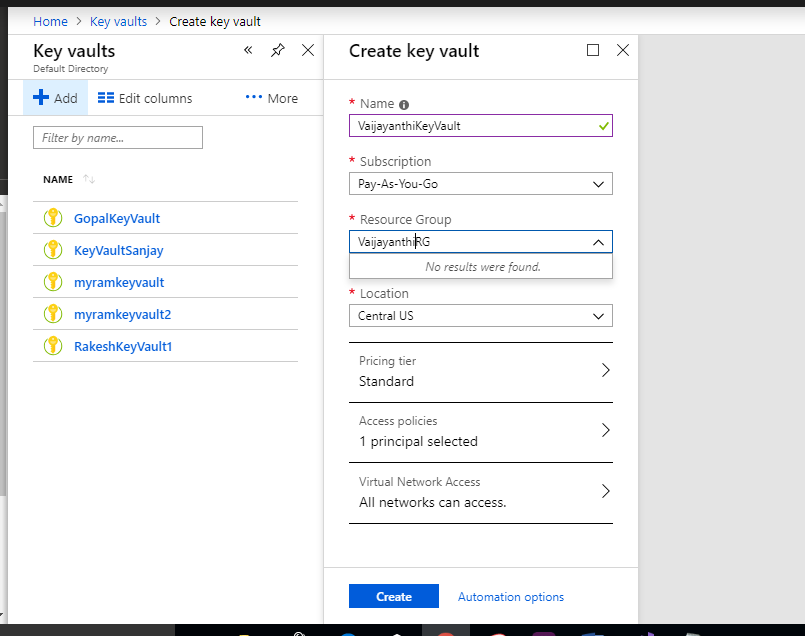 Home > Key vaults > Create key vault
Key vaults
Default Directory
Add Edit columns More
Filter by name...
NAME
GopalKeyVault
KeyVaultSanjay
myramkeyvault
myramkeyvault2
RakeshKeyVault1
Create key vault
* Name
VaijayanthiKeyVault
* Subscription
Pay-As-You-Go
* Resource Group
VaijayanthiRG
No results were found.
* Location
Central US
Pricing tier
Standard
Access policies
1 principal selected
Virtual Network Access
All networks can access.
Create Automation options